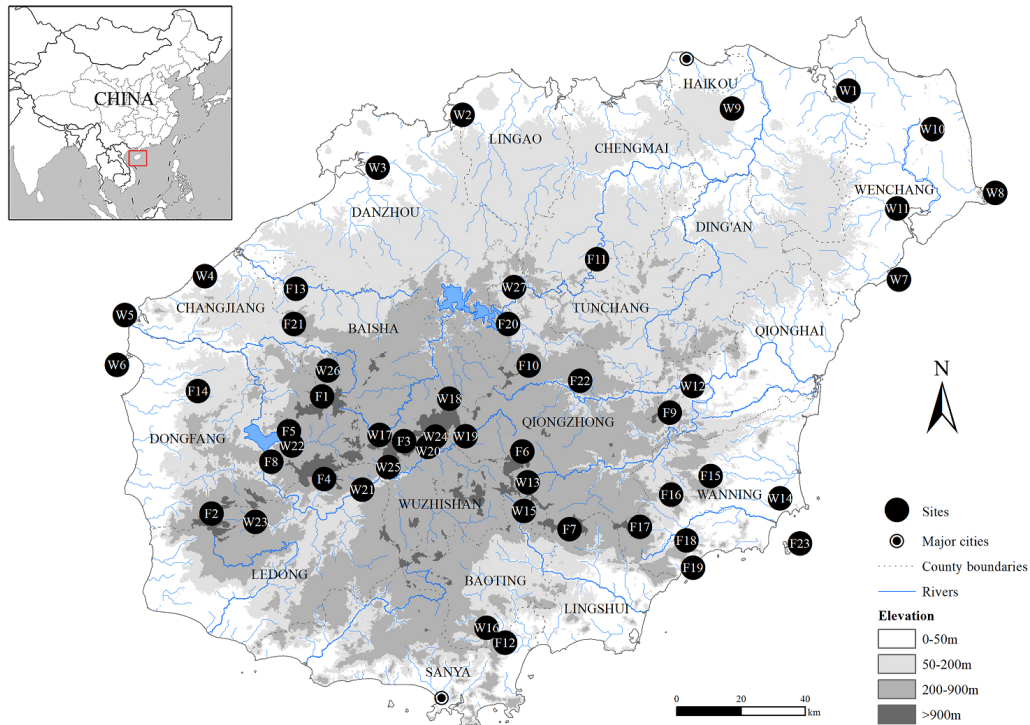 CHINA
HAIKOU
W1
W9
W2
W10
LINGAO
CHENGMAI
W3
WENCHANG
W8
W11
DANZHOU
DING'AN
F11
W4
W7
F13
W27
CHANGJIANG
TUNCHANG
W5
F21
F20
BAISHA
QIONGHAI
W6
W26
F10
N
F14
F22
W12
F1
W18
F9
QIONGZHONG
F5
W17
W24
W19
DONGFANG
F3
W22
W20
F6
F8
W25
F15
F4
W13
W21
F16
WANNING
W14
WUZHISHAN
F2
W15
Sites
W23
F17
F7
F18
F23
Major cities
F19
County boundaries
LEDONG
BAOTING
Rivers
LINGSHUI
Elevation
W16
0-50m
F12
50-200m
SANYA
200-900m
0 20 40
km
>900m